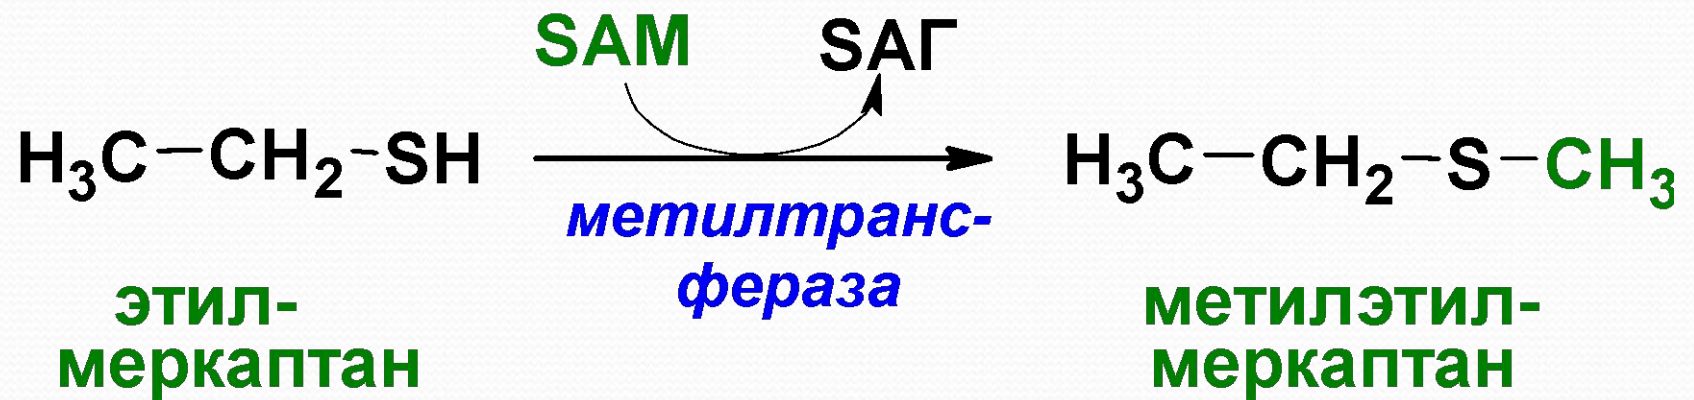 SAM SAГ
H₃C−CH₂−SH H₃C−CH₂−S−CH₃
метилтранс-
фераза
этил-
меркаптан
метилэтил-
меркаптан